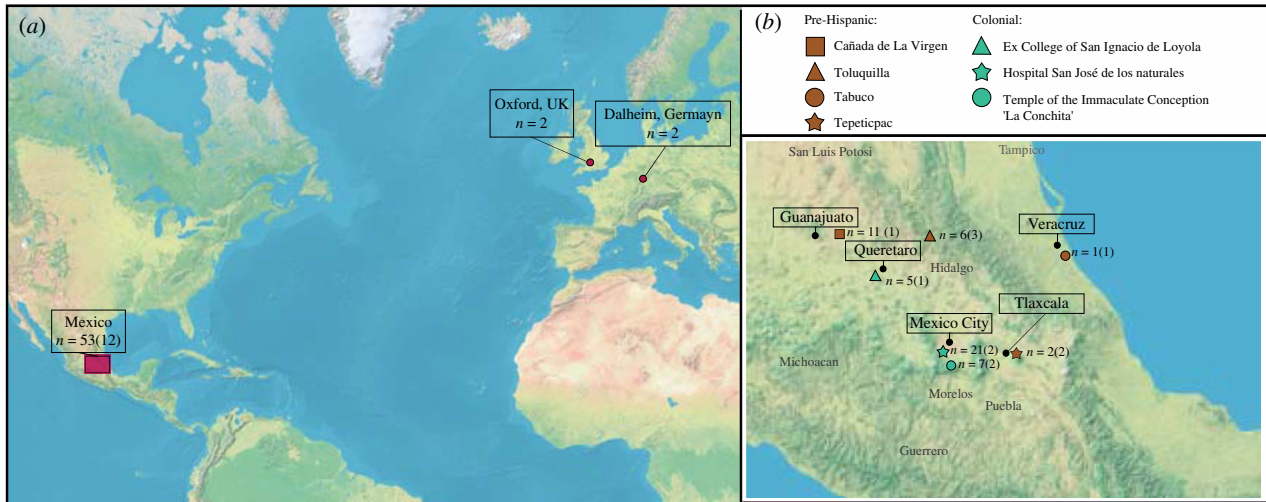 (a)
Oxford, UK
n = 2
Dalheim, Germayn
n = 2
Mexico
n = 53(12)
(b)
Pre-Hispanic:
Cañada de La Virgen
Toluquilla
Tabuco
Tepeticpac
Colonial:
Ex College of San Ignacio de Loyola
Hospital San José de los naturales
Temple of the Immaculate Conception
'La Conchita'
San Luis Potosi
Tampico
Guanajuato
n = 11 (1)
n = 6(3)
Veracruz
n = 1(1)
Queretaro
n = 5(1)
Hidalgo
Tlaxcala
n = 2(2)
Mexico City
n = 21(2)
n = 7(2)
Michoacan
Morelos
Puebla
Guerrero